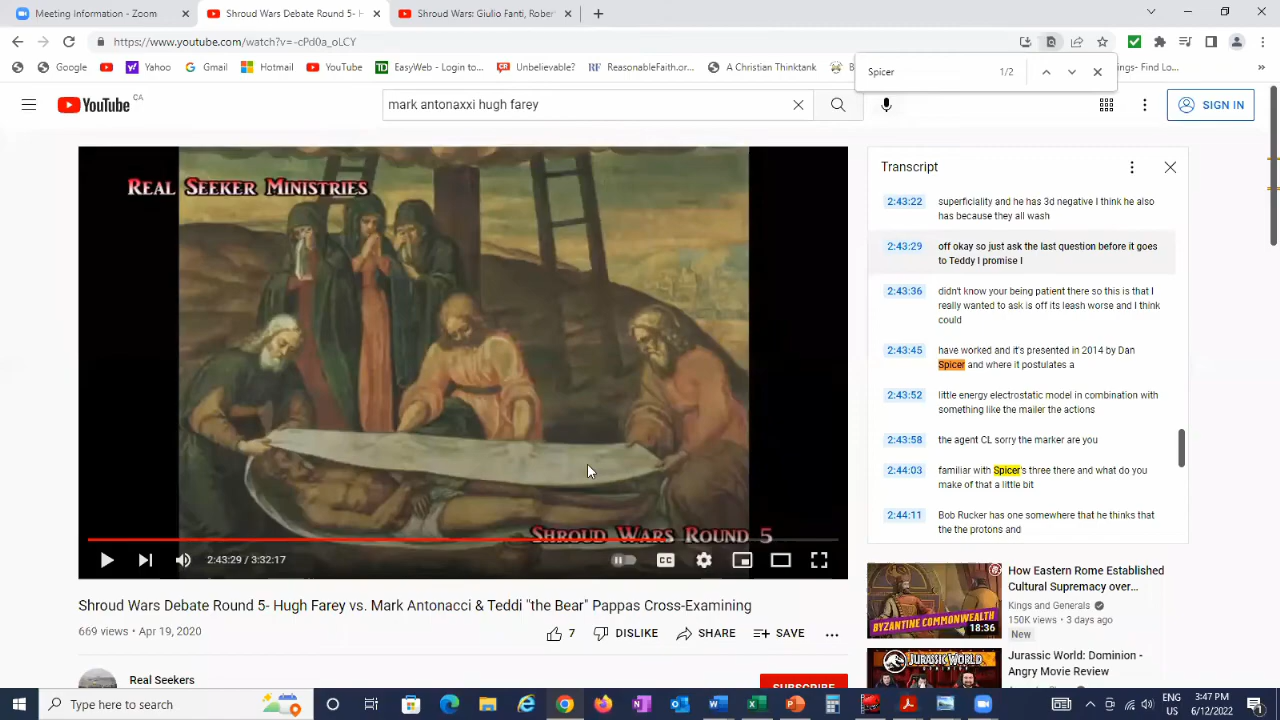 Meeting Information - Zoom
Shroud Wars Debate Round 5- H
Shroud Wars: Giulio Fanti, Rober
https://www.youtube.com/watch?v=-cPd0a_oLCY
Google
Yahoo
Gmail
Hotmail
YouTube
EasyWeb - Login to...
Unbelievable?
ReasonableFaith.or...
A Christian Thinkin
B
ngs- Find Lo...
Spicer
1/2
YouTube
CA
mark antonaxxi hugh farey
SIGN IN
REAL SEEKER MINISTRIES
SHROUD WARS ROUND 5
2:43:29 / 3:32:17
CC
Transcript
2:43:22
superficiality and he has 3d negative I think he also
has because they all wash
2:43:29
off okay so just ask the last question before it goes
to Teddy I promise I
2:43:36
didn't know your being patient there so this is that I
really wanted to ask is off its leash worse and I think
could
2:43:45
have worked and it's presented in 2014 by Dan
Spicer and where it postulates a
2:43:52
little energy electrostatic model in combination with
something like the mailer the actions
2:43:58
the agent CL sorry the marker are you
2:44:03
familiar with Spicer's three there and what do you
make of that a little bit
2:44:11
Bob Rucker has one somewhere that he thinks that
the the protons and
Shroud Wars Debate Round 5- Hugh Farey vs. Mark Antonacci & Teddi "the Bear" Pappas Cross-Examining
669 views • Apr 19, 2020
7
DISLIKE
SHARE
SAVE
Real Seekers
SUBSCRIBE
BYZANTINE COMMONWEALTH
18:36
How Eastern Rome Established
Cultural Supremacy over...
Kings and Generals
150K views • 3 days ago
New
JURASSIC WORLD
DOMINION
Jurassic World: Dominion -
Angry Movie Review
Type here to search
ENG
US
3:47 PM
6/12/2022